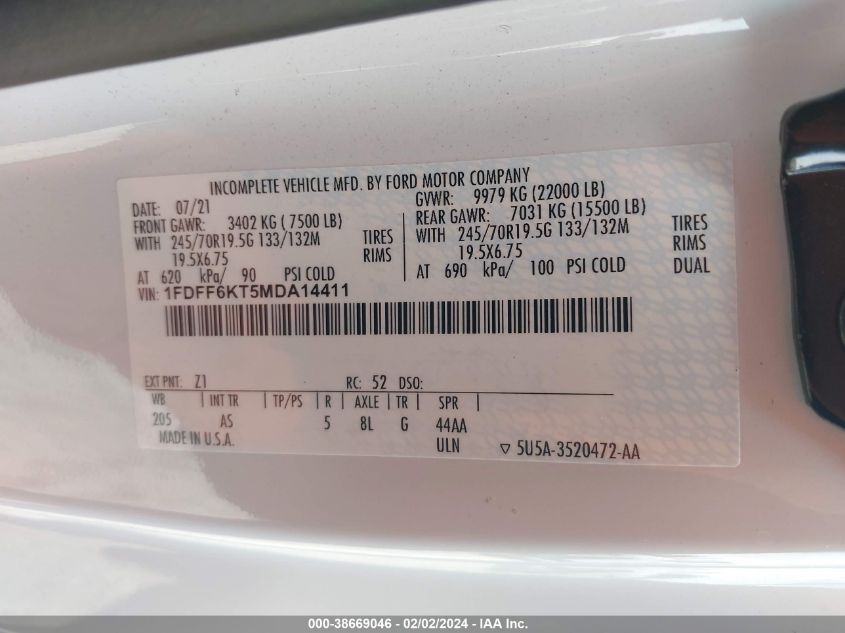 INCOMPLETE VEHICLE MFD. BY FORD MOTOR COMPANY
DATE: 07/21 GVWR: 9979 KG (22000 LB)
FRONT GAWR: 3402 KG ( 7500 LB) REAR GAWR: 7031 KG (15500 LB)
WITH 245/70R19.5G 133/132M TIRES WITH 245/70R19.5G 133/132M TIRES
19.5X6.75 RIMS 19.5X6.75 RIMS
AT 620 kPa/ 90 PSI COLD AT 690 kPa/ 100 PSI COLD DUAL
VIN: 1FDFF6KT5MDA14411
EXT PNT: Z1 RC: 52 DSO:
WB INT TR TP/PS R AXLE TR SPR
205 AS 5 8L G 44AA
MADE IN U.S.A. ULN 5U5A-3520472-AA
000-38669046 - 02/02/2024 - IAA Inc.